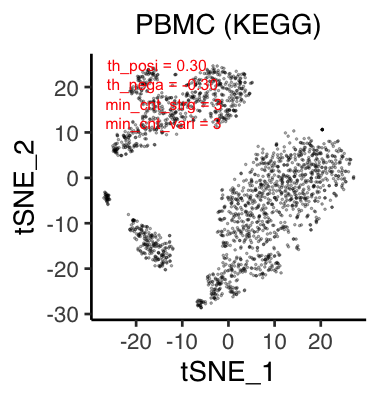 PBMC (KEGG)
th_posi = 0.30
th_nega = -0.30
min_cnt_strg = 3
min_cnt_vari = 3
20
10
0
-10
-20
-30
tSNE_2
-20
-10
0
10
20
tSNE_1